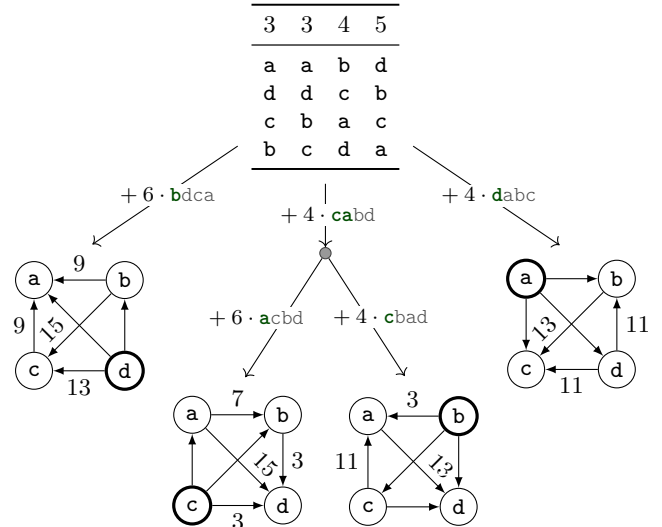 3 3 4 5
a a b d
d d c b
c b a c
b c d a
+ 6 · bdca
+ 4 · cabd
+ 4 · dabc
a 9 b
9 15
c 13 d
+ 6 · acbd
+ 4 · cbad
a b
13 11
c 11 d
a 7 b
15 3
c 3 d
a 3 b
11 13
c d